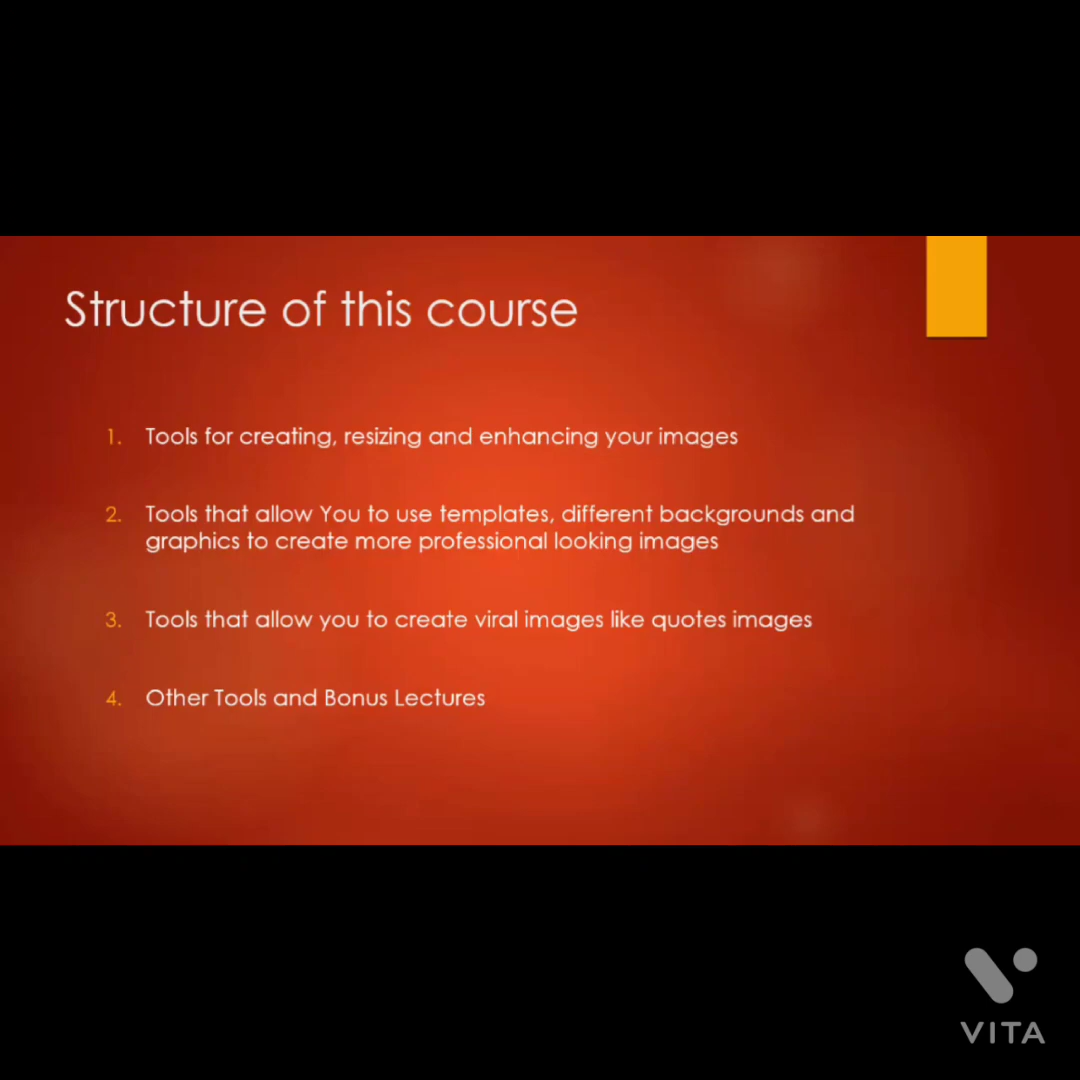 Structure of this course
1. Tools for creating, resizing and enhancing your images
2. Tools that allow You to use templates, different backgrounds and
graphics to create more professional looking images
3. Tools that allow you to create viral images like quotes images
4. Other Tools and Bonus Lectures
VITA